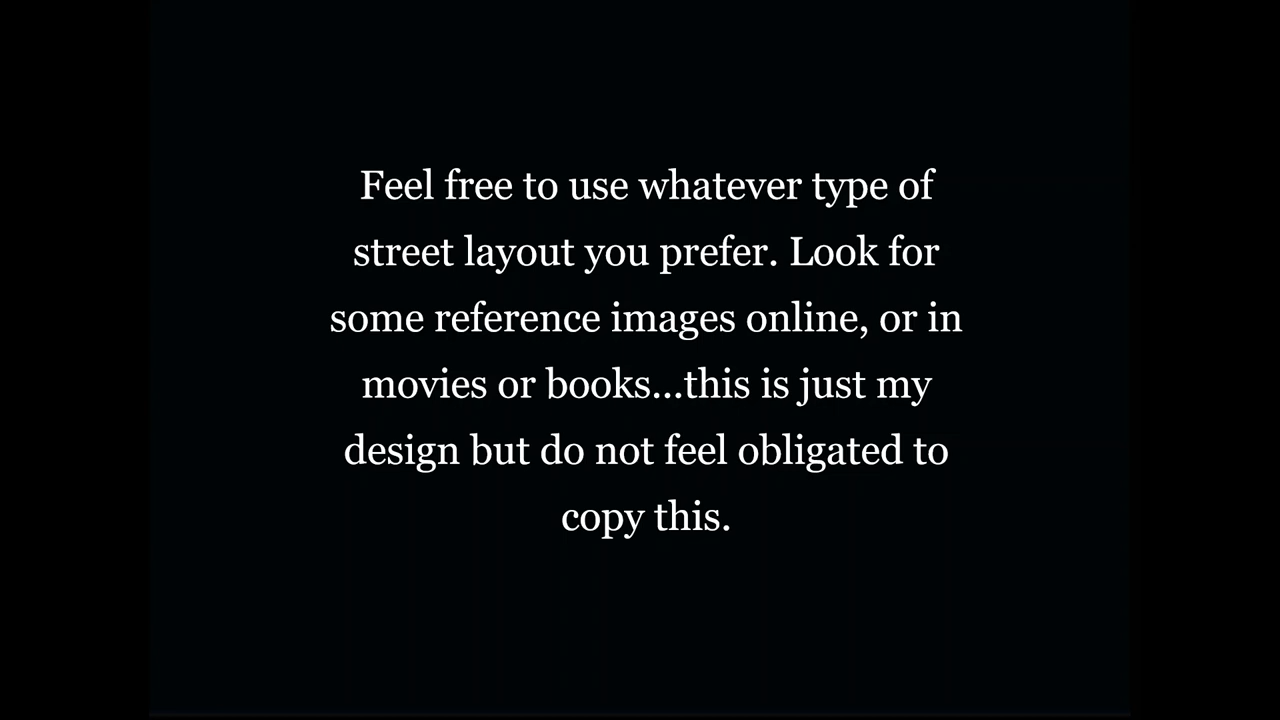 Feel free to use whatever type of
street layout you prefer. Look for
some reference images online, or in
movies or books...this is just my
design but do not feel obligated to
copy this.